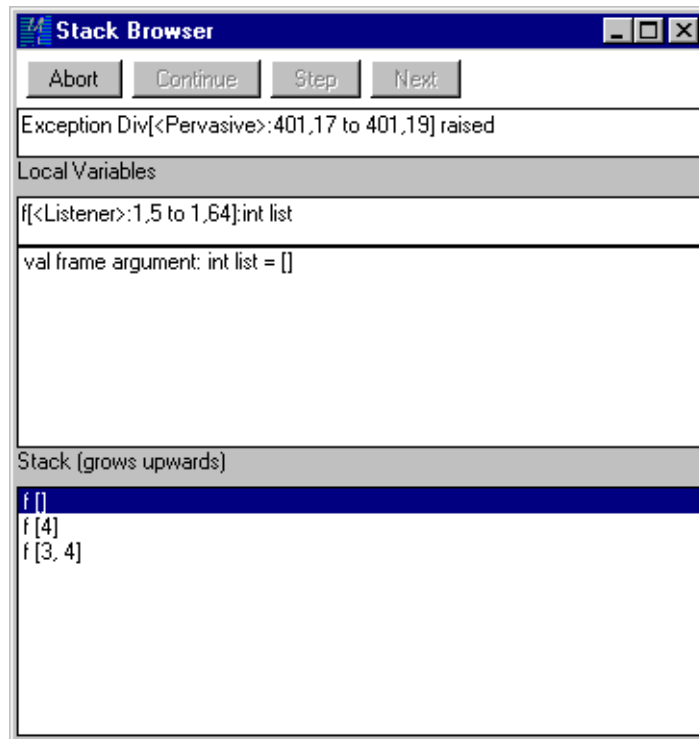 Stack Browser
Abort Continue Step Next
Exception Div[<Pervasive>:401,17 to 401,19] raised
Local Variables
f[<Listener>:1,5 to 1,64]:int list
val frame argument: int list = []
Stack (grows upwards)
f []
f [4]
f [3, 4]